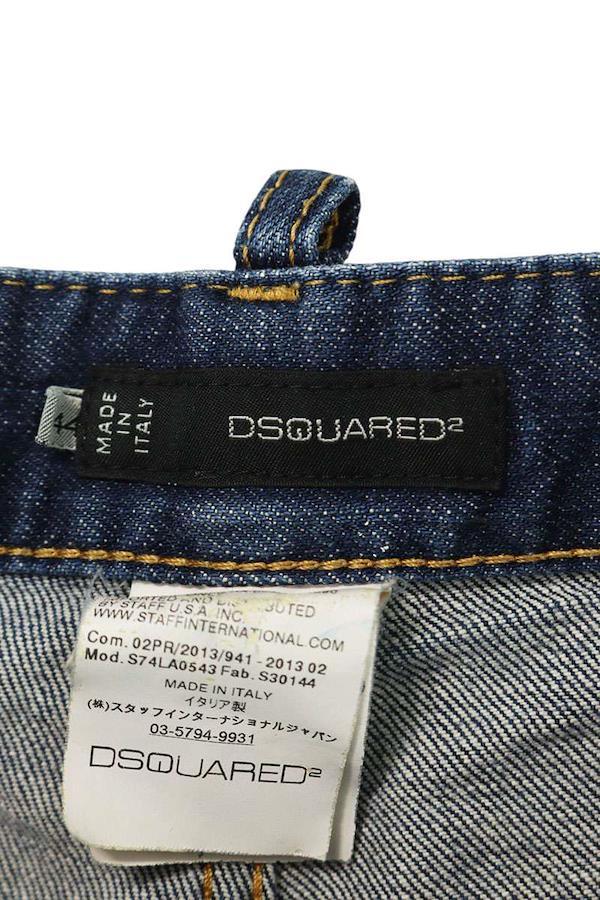 MADE
IN
ITALY
DSQUARED²
AND DISTRIBUTED
BY STAFF U.S.A. INC.
WWW.STAFFINTERNATIONAL.COM
Com. 02PR/2013/941 - 2013 02
Mod. S74LA0543 Fab. S30144
MADE IN ITALY
イタリア製
(株)スタッフインターナショナルジャパン
03-5794-9931
DSQUARED²